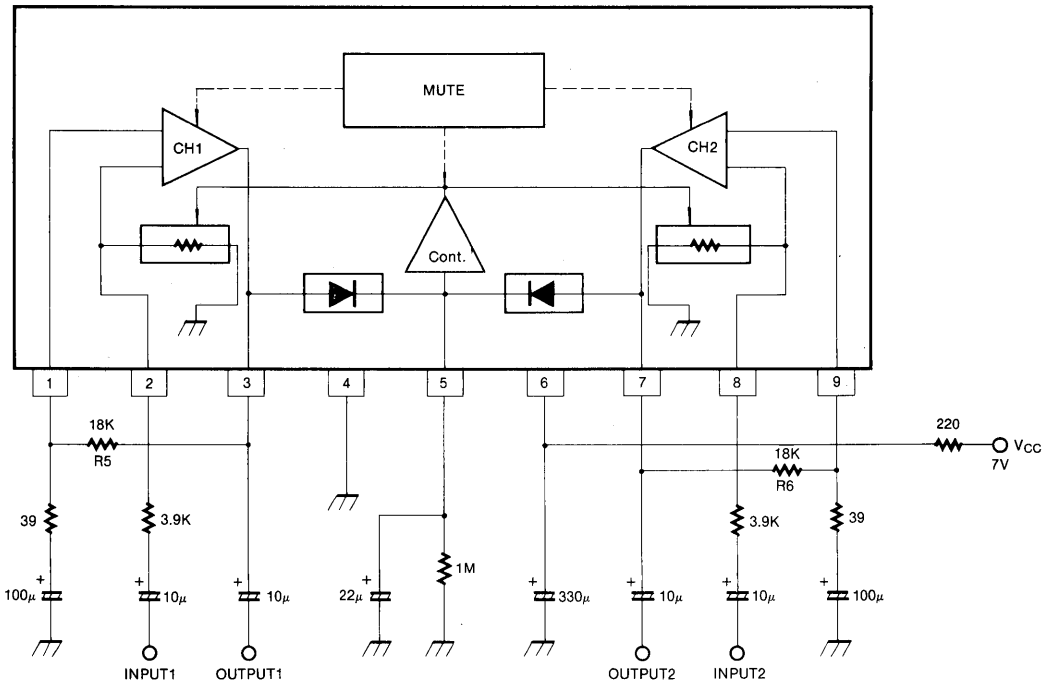 MUTE
CH1
CH2
Cont.
1 2 3 4 5 6 7 8 9
18K
R5
220
VCC
7V
18K
R6
39
3.9K
3.9K
39
1M
+ 100μ
+ 10μ
+ 10μ
+ 22μ
+ 330μ
+ 10μ
+ 10μ
+ 100μ
INPUT1
OUTPUT1
OUTPUT2
INPUT2